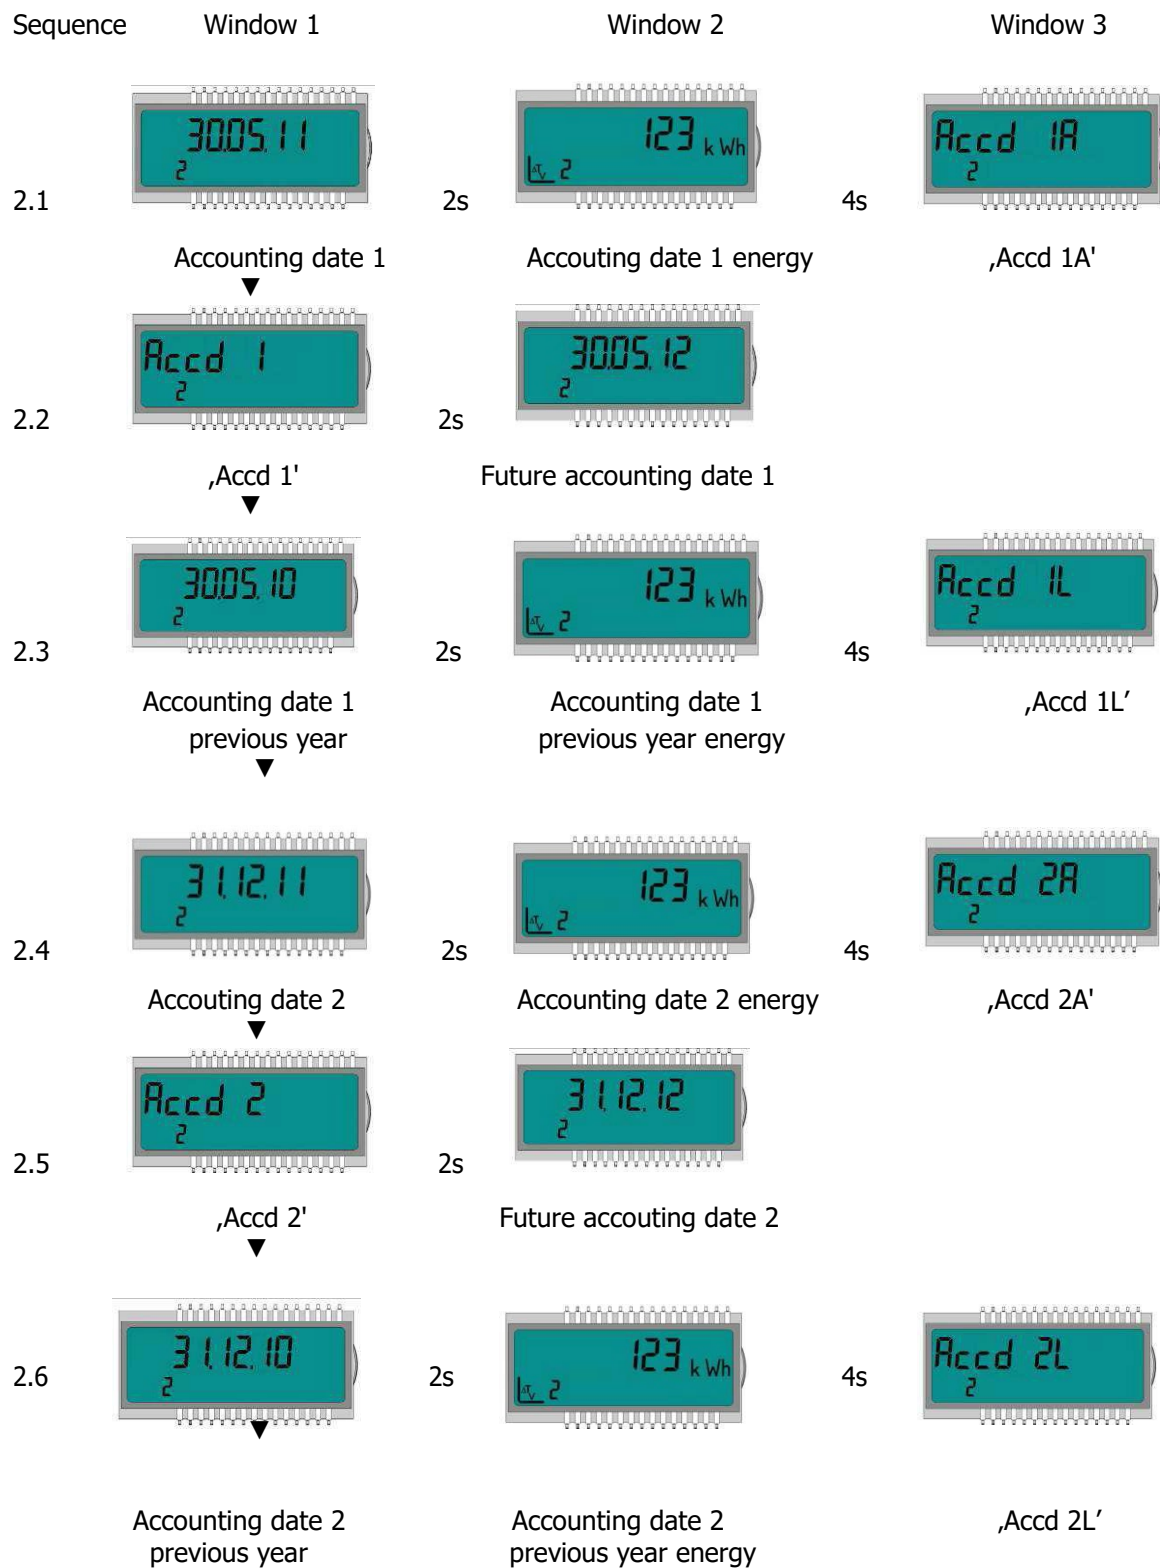 Sequence Window 1 Window 2 Window 3
30.05.11 123 kWh Accd 1A
2 ΔT V 2 2
2.1 2s 4s
Accounting date 1 Accouting date 1 energy ,Accd 1A'
▼
Accd 1 30.05.12
2 2
2.2 2s
,Accd 1' Future accounting date 1
▼
30.05.10 123 kWh Accd 1L
2 ΔT V 2 2
2.3 2s 4s
Accounting date 1 Accounting date 1 ,Accd 1L′
previous year previous year energy
▼
31.12.11 123 kWh Accd 2A
2 ΔT V 2 2
2.4 2s 4s
Accouting date 2 Accounting date 2 energy ,Accd 2A'
▼
Accd 2 31.12.12
2 2
2.5 2s
,Accd 2' Future accouting date 2
▼
31.12.10 123 kWh Accd 2L
2 ΔT V 2 2
2.6 2s 4s
▼
Accounting date 2 Accounting date 2 ,Accd 2L′
previous year previous year energy